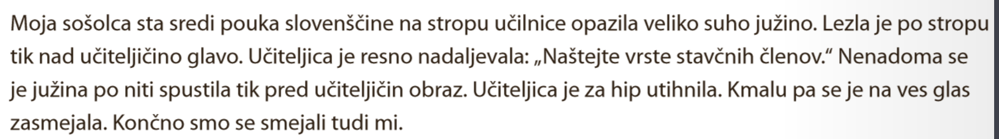 Moja sošolca sta sredi pouka slovenščine na stropu učilnice opazila veliko suho južino. Lezla je po stropu
tik nad učiteljičino glavo. Učiteljica je resno nadaljevala: „Naštejte vrste stavčnih členov.“ Nenadoma se
je južina po niti spustila tik pred učiteljičin obraz. Učiteljica je za hip utihnila. Kmalu pa se je na ves glas
zasmejala. Končno smo se smejali tudi mi.